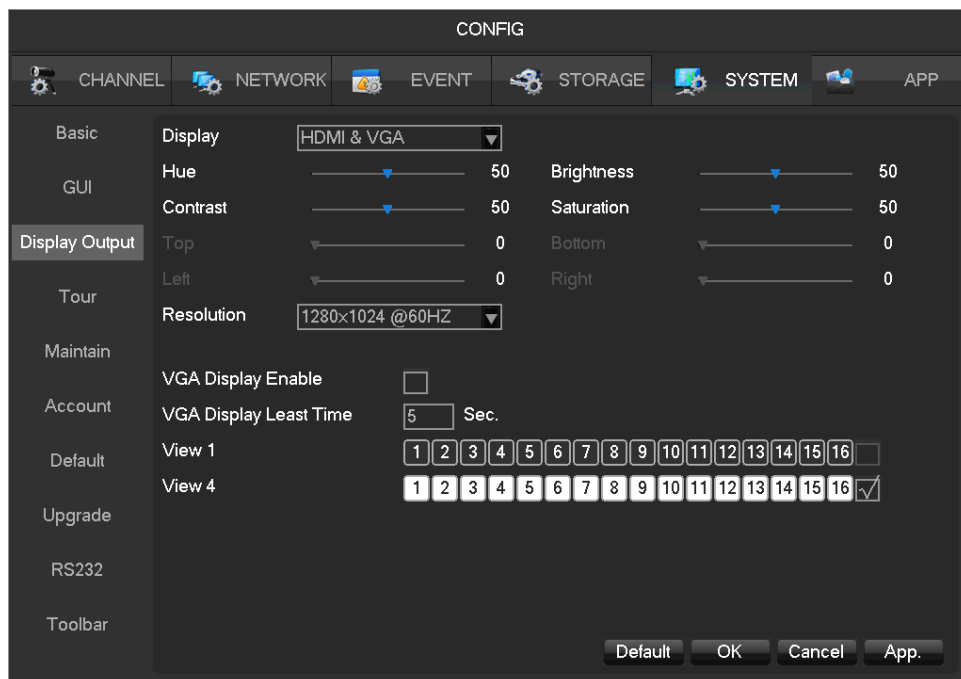 CONFIG
CHANNEL NETWORK EVENT STORAGE SYSTEM APP
Basic
GUI
Display Output
Tour
Maintain
Account
Default
Upgrade
RS232
Toolbar
Display HDMI & VGA
Hue 50 Brightness 50
Contrast 50 Saturation 50
Top 0 Bottom 0
Left 0 Right 0
Resolution 1280×1024 @60HZ
VGA Display Enable
VGA Display Least Time 5 Sec.
View 1 1 2 3 4 5 6 7 8 9 10 11 12 13 14 15 16
View 4 1 2 3 4 5 6 7 8 9 10 11 12 13 14 15 16
Default OK Cancel App.